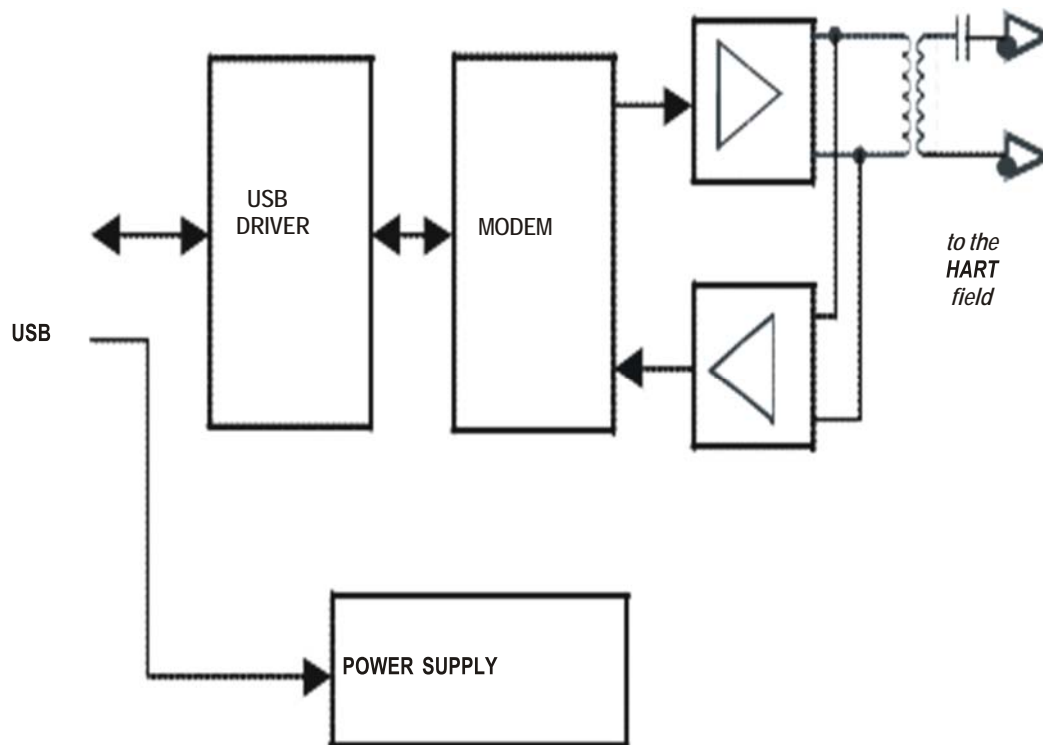 USB
DRIVER
MODEM
to the
HART
field
USB
POWER SUPPLY